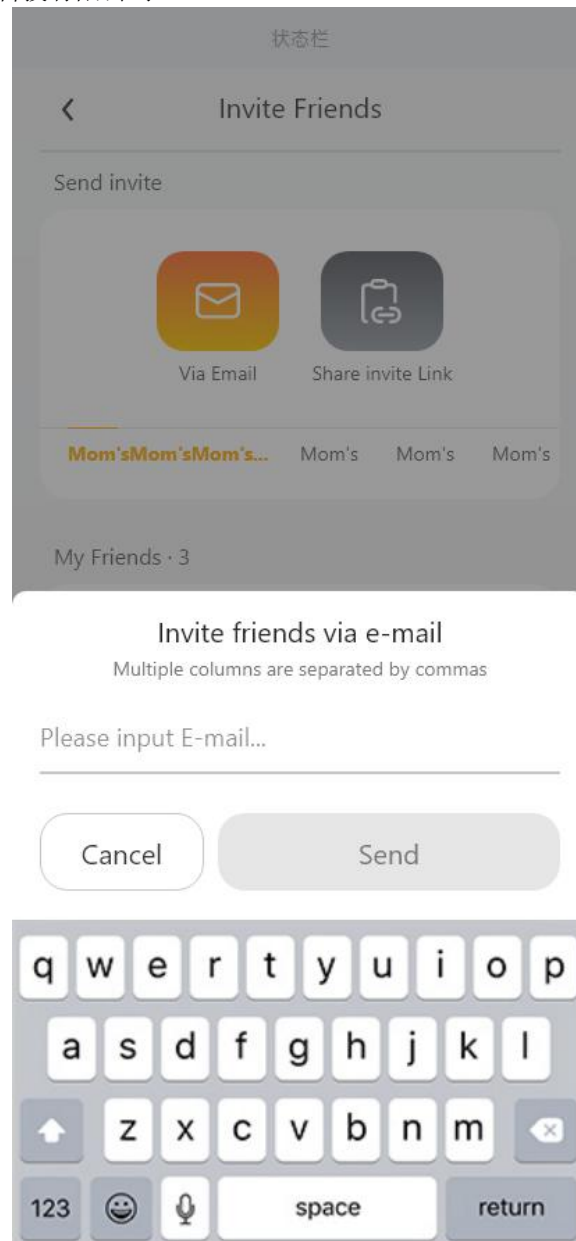 状态栏
Invite Friends
Send invite
Via Email Share invite Link
Mom'sMom'sMom's... Mom's Mom's Mom's
My Friends · 3
Invite friends via e-mail
Multiple columns are separated by commas
Please input E-mail...
Cancel Send
q w e r t y u i o p
a s d f g h j k l
z x c v b n m
123 space return